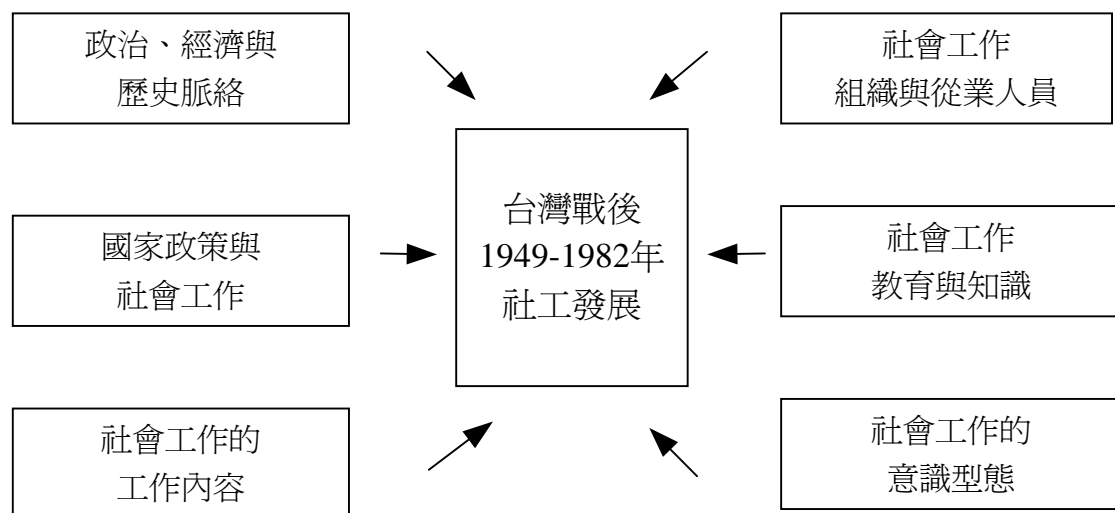 政治、經濟與
歷史脈絡
社會工作
組織與從業人員
國家政策與
社會工作
台灣戰後
1949-1982年
社工發展
社會工作
教育與知識
社會工作的
工作內容
社會工作的
意識型態